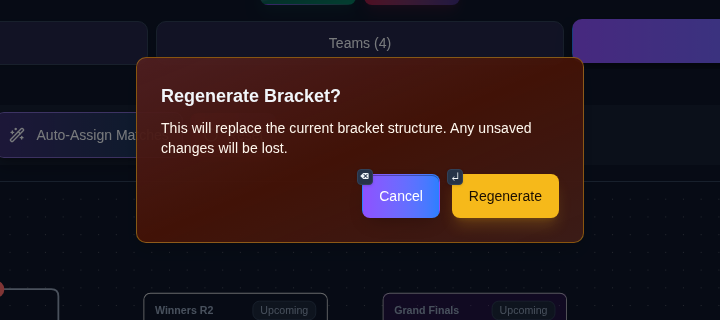 Teams (4)
Regenerate Bracket?
This will replace the current bracket structure. Any unsaved
changes will be lost.
Auto-Assign
Cancel
Regenerate
Winners R2
Upcoming
Grand Finals
Upcoming